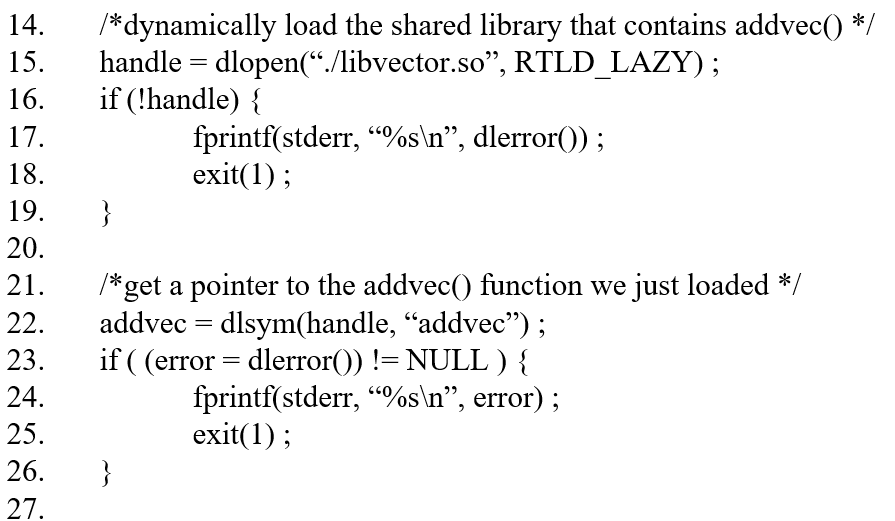 14. /*dynamically load the shared library that contains addvec() */
15. handle = dlopen(“./libvector.so”, RTLD_LAZY) ;
16. if (!handle) {
17. fprintf(stderr, “%s\n”, dlerror()) ;
18. exit(1) ;
19. }
20.
21. /*get a pointer to the addvec() function we just loaded */
22. addvec = dlsym(handle, “addvec”) ;
23. if ( (error = dlerror()) != NULL ) {
24. fprintf(stderr, “%s\n”, error) ;
25. exit(1) ;
26. }
27.